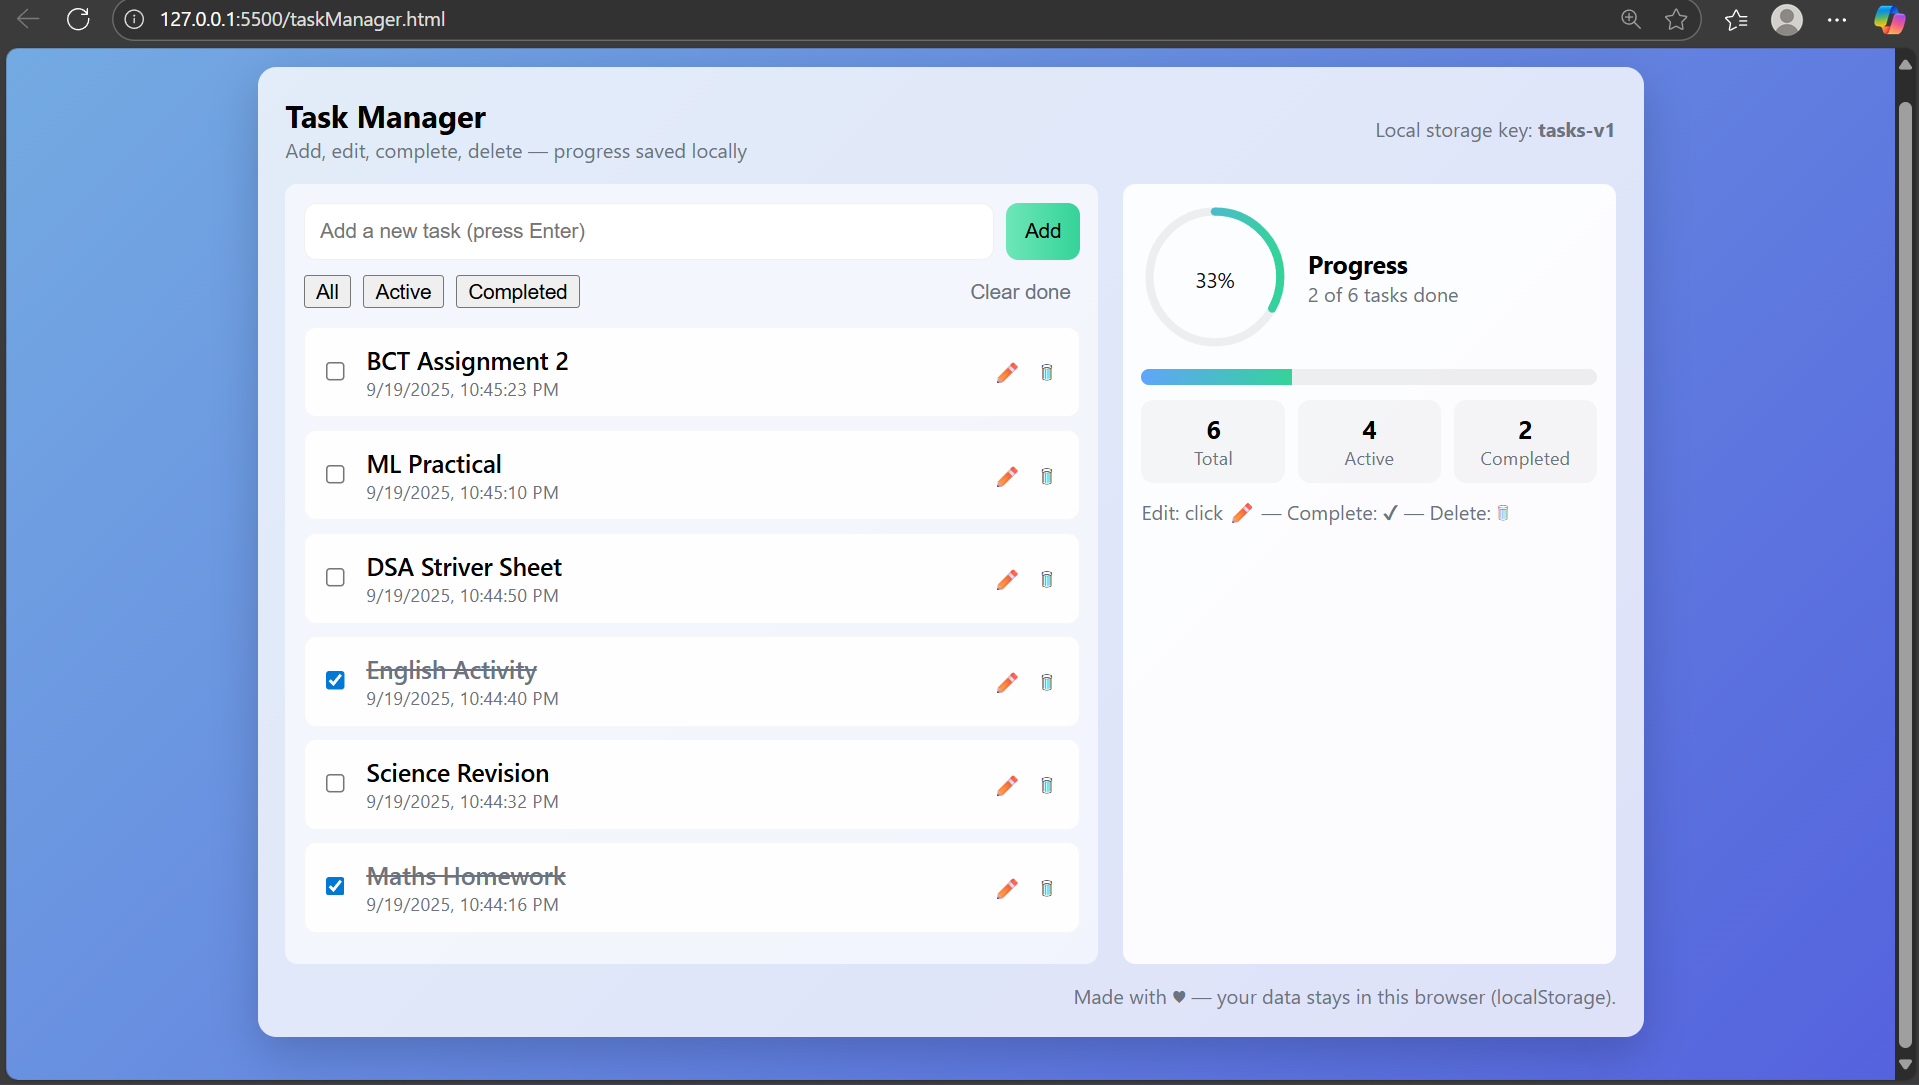 127.0.0.1:5500/taskManager.html
Task Manager
Add, edit, complete, delete — progress saved locally
Local storage key: tasks-v1
Add a new task (press Enter)
Add
All
Active
Completed
Clear done
BCT Assignment 2
9/19/2025, 10:45:23 PM
ML Practical
9/19/2025, 10:45:10 PM
DSA Striver Sheet
9/19/2025, 10:44:50 PM
English Activity
9/19/2025, 10:44:40 PM
Science Revision
9/19/2025, 10:44:32 PM
Maths Homework
9/19/2025, 10:44:16 PM
33%
Progress
2 of 6 tasks done
6
Total
4
Active
2
Completed
Edit: click ✏️ — Complete: ✓ — Delete: 🗑️
Made with ♥ — your data stays in this browser (localStorage).